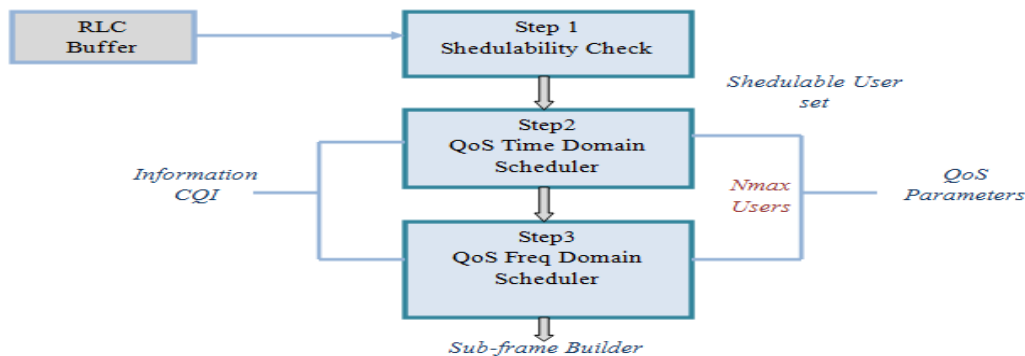 RLC
Buffer
Step 1
Shedulability Check
Shedulable User
set
Step2
QoS Time Domain
Scheduler
Information
CQI
Nmax
Users
QoS
Parameters
Step3
QoS Freq Domain
Scheduler
Sub-frame Builder